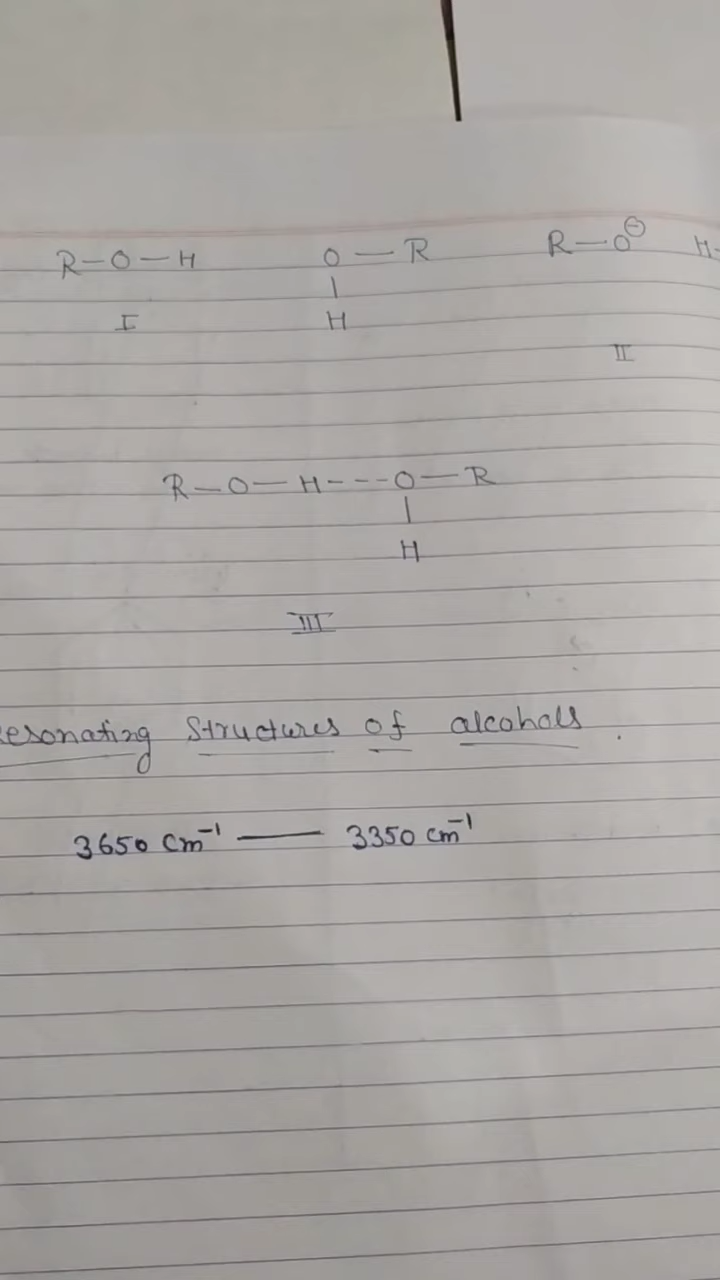 R—O—H O—R R—O⊖ H-
|
I H
II
R—O—H---O—R
|
H
III
esonating Structures of alcohols.
3650 cm⁻¹ —— 3350 cm⁻¹